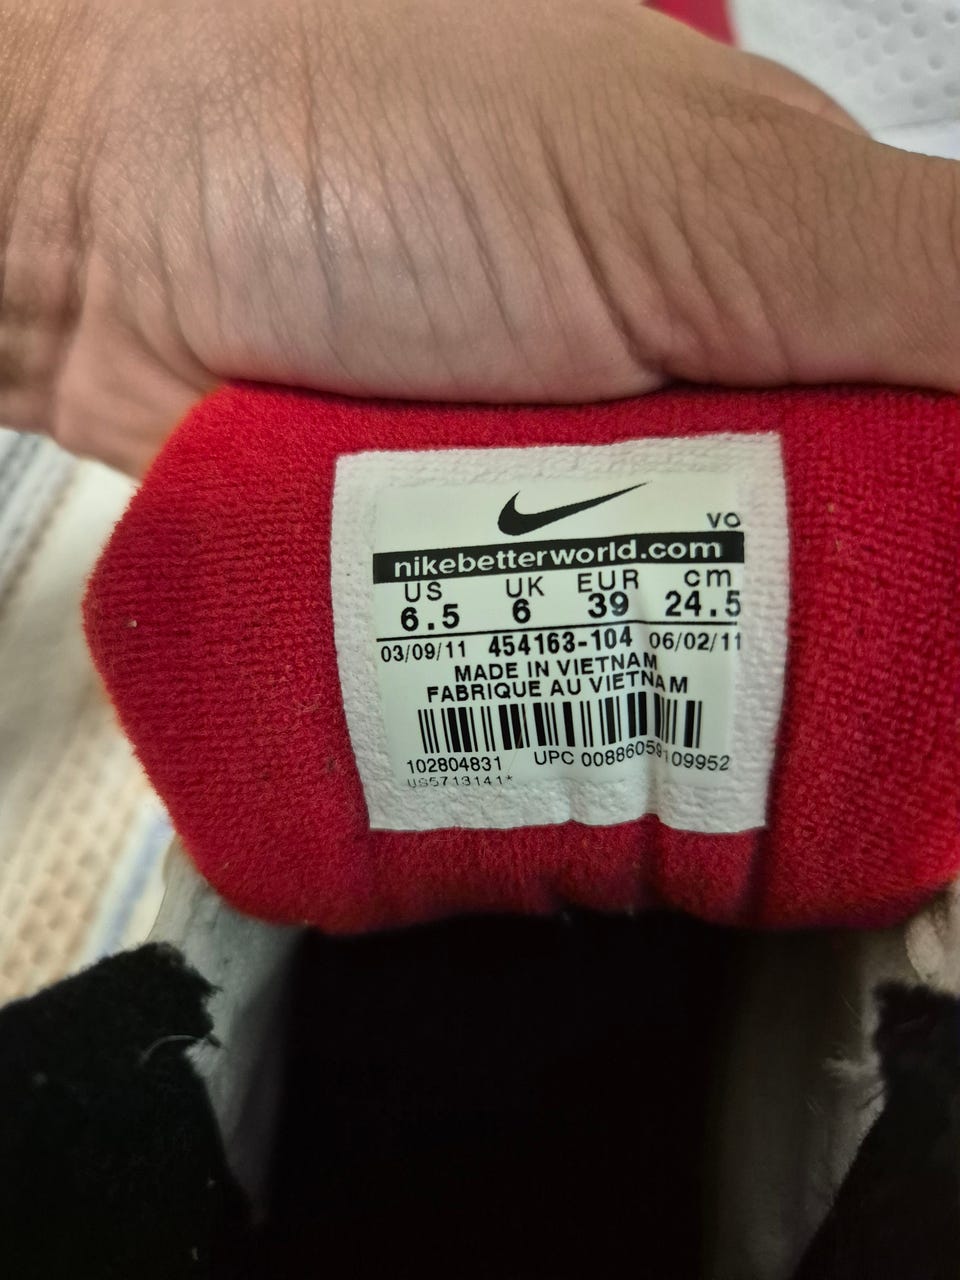 VO
nikebetterworld.com
US UK EUR cm
6.5 6 39 24.5
03/09/11 454163-104 06/02/11
MADE IN VIETNAM
FABRIQUE AU VIETNAM
102804831 UPC 00886059109952
US5713141*